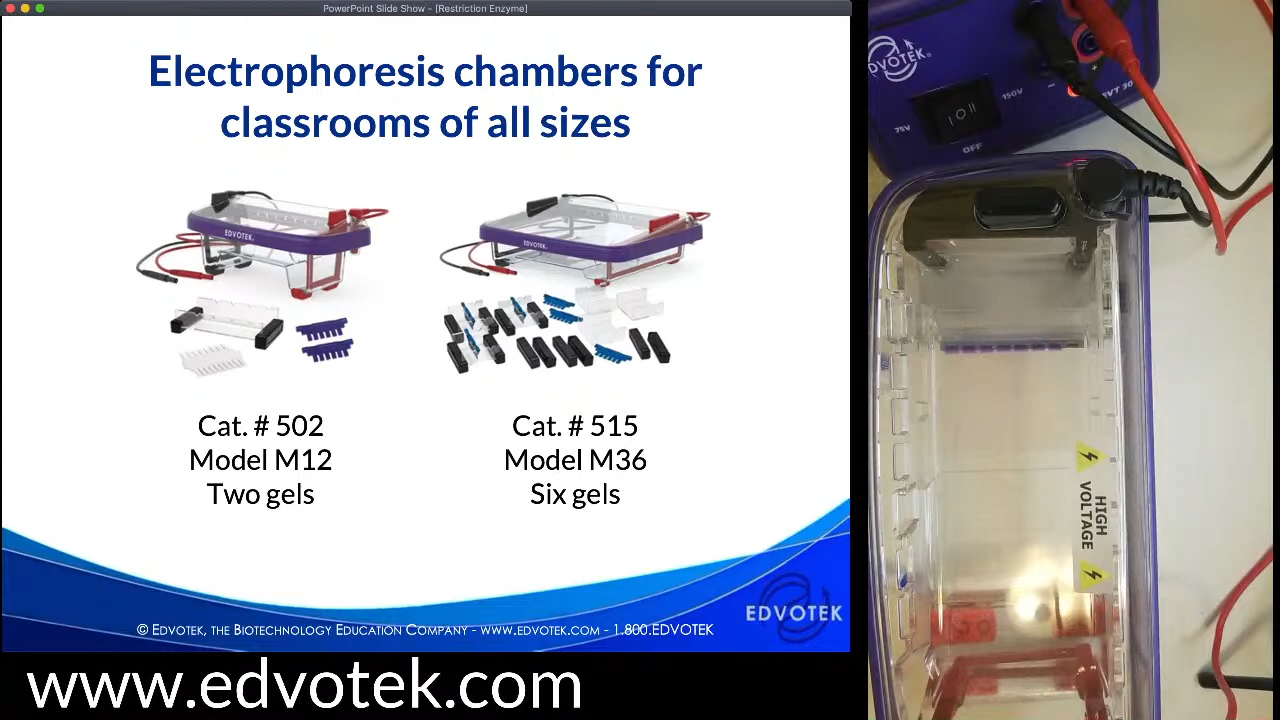 PowerPoint Slide Show - [Restriction Enzyme]
Electrophoresis chambers for
classrooms of all sizes
EDVOTEK
EDVOTEK
Cat. # 502
Model M12
Two gels
Cat. # 515
Model M36
Six gels
EDVOTEK
© EDVOTEK, THE BIOTECHNOLOGY EDUCATION COMPANY - WWW.EDVOTEK.COM - 1.800.EDVOTEK
www.edvotek.com
EDVOTEK®
150V
75V
OFF
- +
EVT 30
HIGH
VOLTAGE